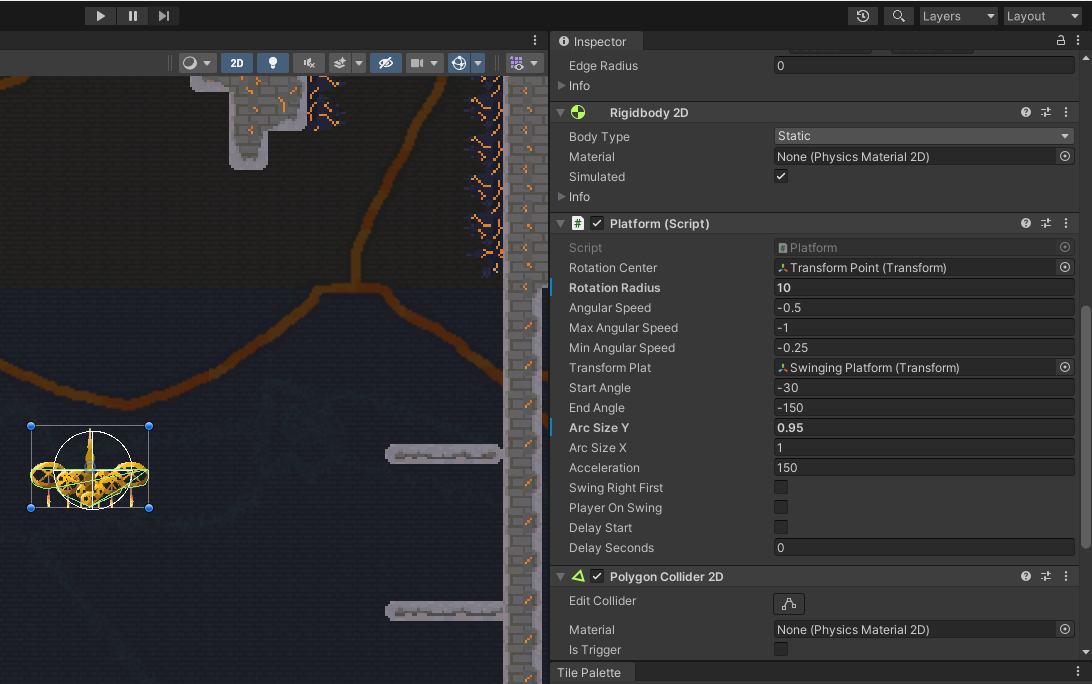 Layers
Layout
Inspector
2D
Edge Radius 0
Info
Rigidbody 2D
Body Type Static
Material None (Physics Material 2D)
Simulated
Info
# Platform (Script)
Script # Platform
Rotation Center Transform Point (Transform)
Rotation Radius 10
Angular Speed -0.5
Max Angular Speed -1
Min Angular Speed -0.25
Transform Plat Swinging Platform (Transform)
Start Angle -30
End Angle -150
Arc Size Y 0.95
Arc Size X 1
Acceleration 150
Swing Right First
Player On Swing
Delay Start
Delay Seconds 0
Polygon Collider 2D
Edit Collider
Material None (Physics Material 2D)
Is Trigger
Tile Palette